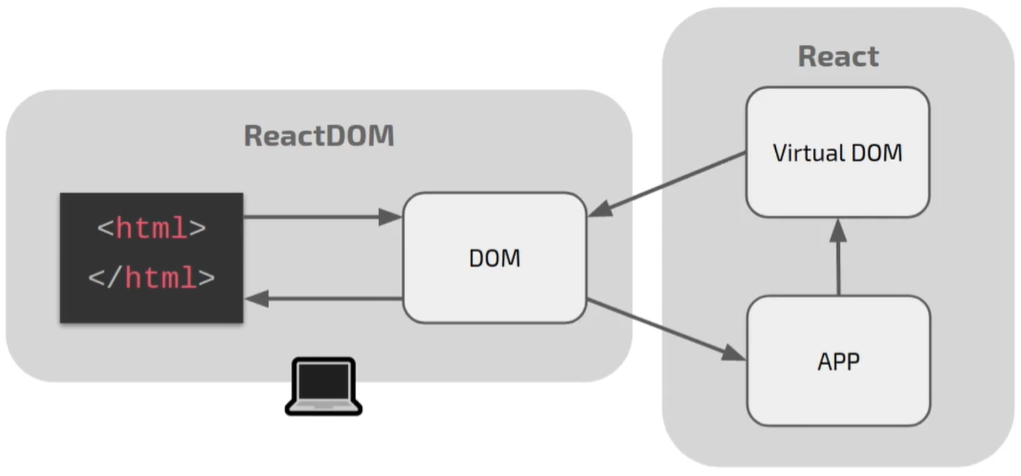 ReactDOM
<html>
</html>
DOM
React
Virtual DOM
APP